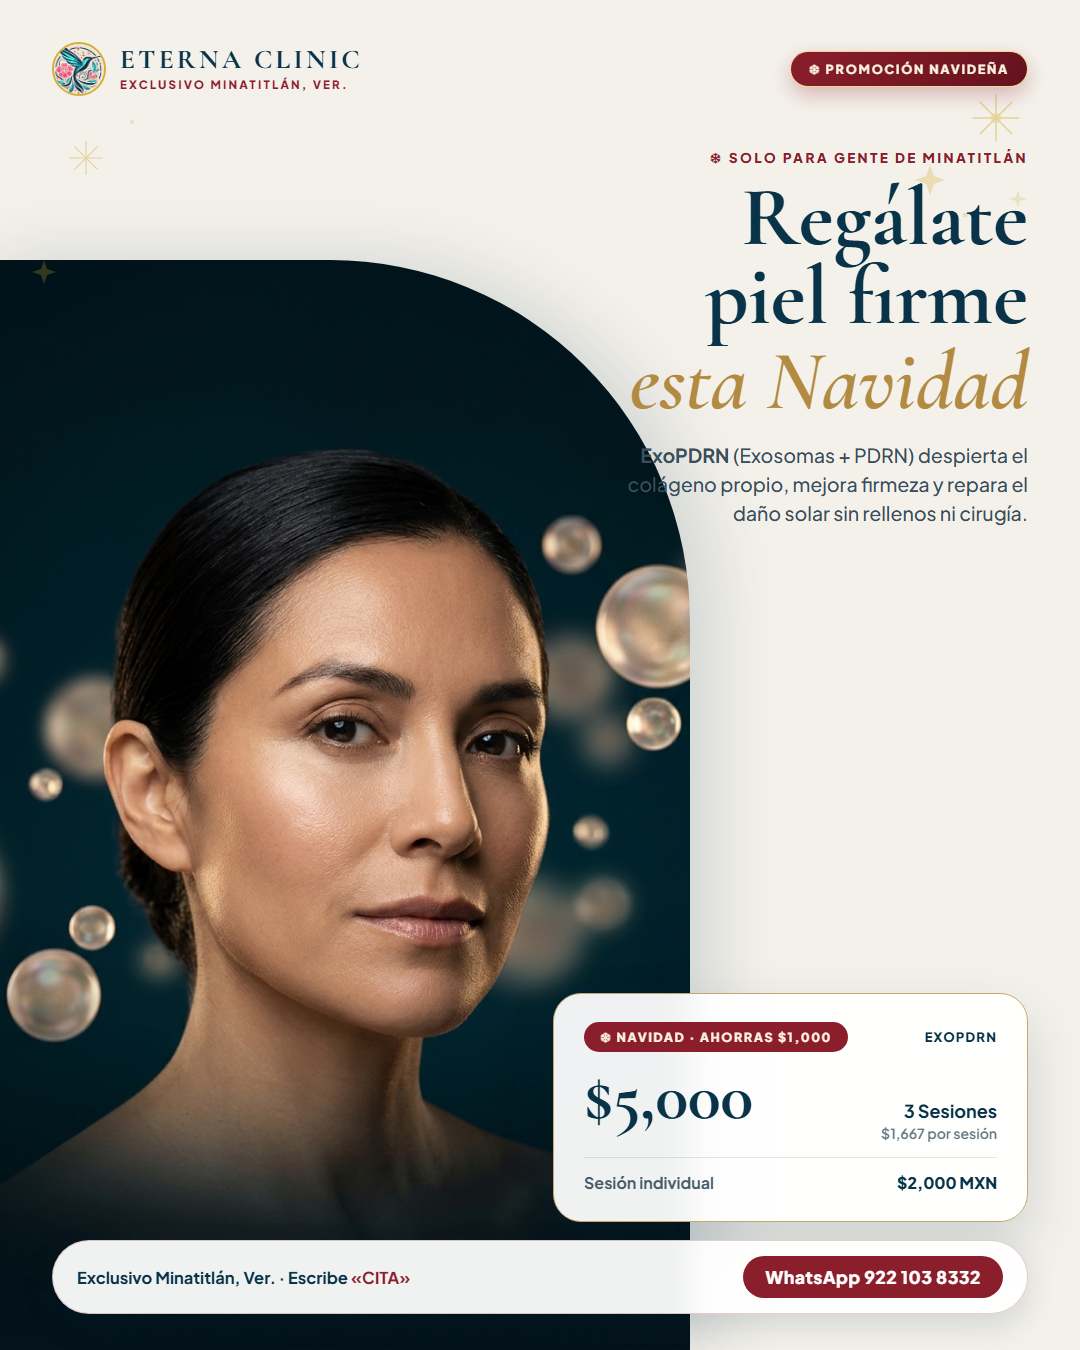 ETERNA CLINIC
EXCLUSIVO MINATITLÁN, VER.
❄ PROMOCIÓN NAVIDEÑA
❄ SOLO PARA GENTE DE MINATITLÁN
Regálate
piel firme
esta Navidad
ExoPDRN (Exosomas + PDRN) despierta el
colágeno propio, mejora firmeza y repara el
daño solar sin rellenos ni cirugía.
❄ NAVIDAD · AHORRAS $1,000
EXOPDRN
$5,000
3 Sesiones
$1,667 por sesión
Sesión individual
$2,000 MXN
Exclusivo Minatitlán, Ver. · Escribe «CITA»
WhatsApp 922 103 8332